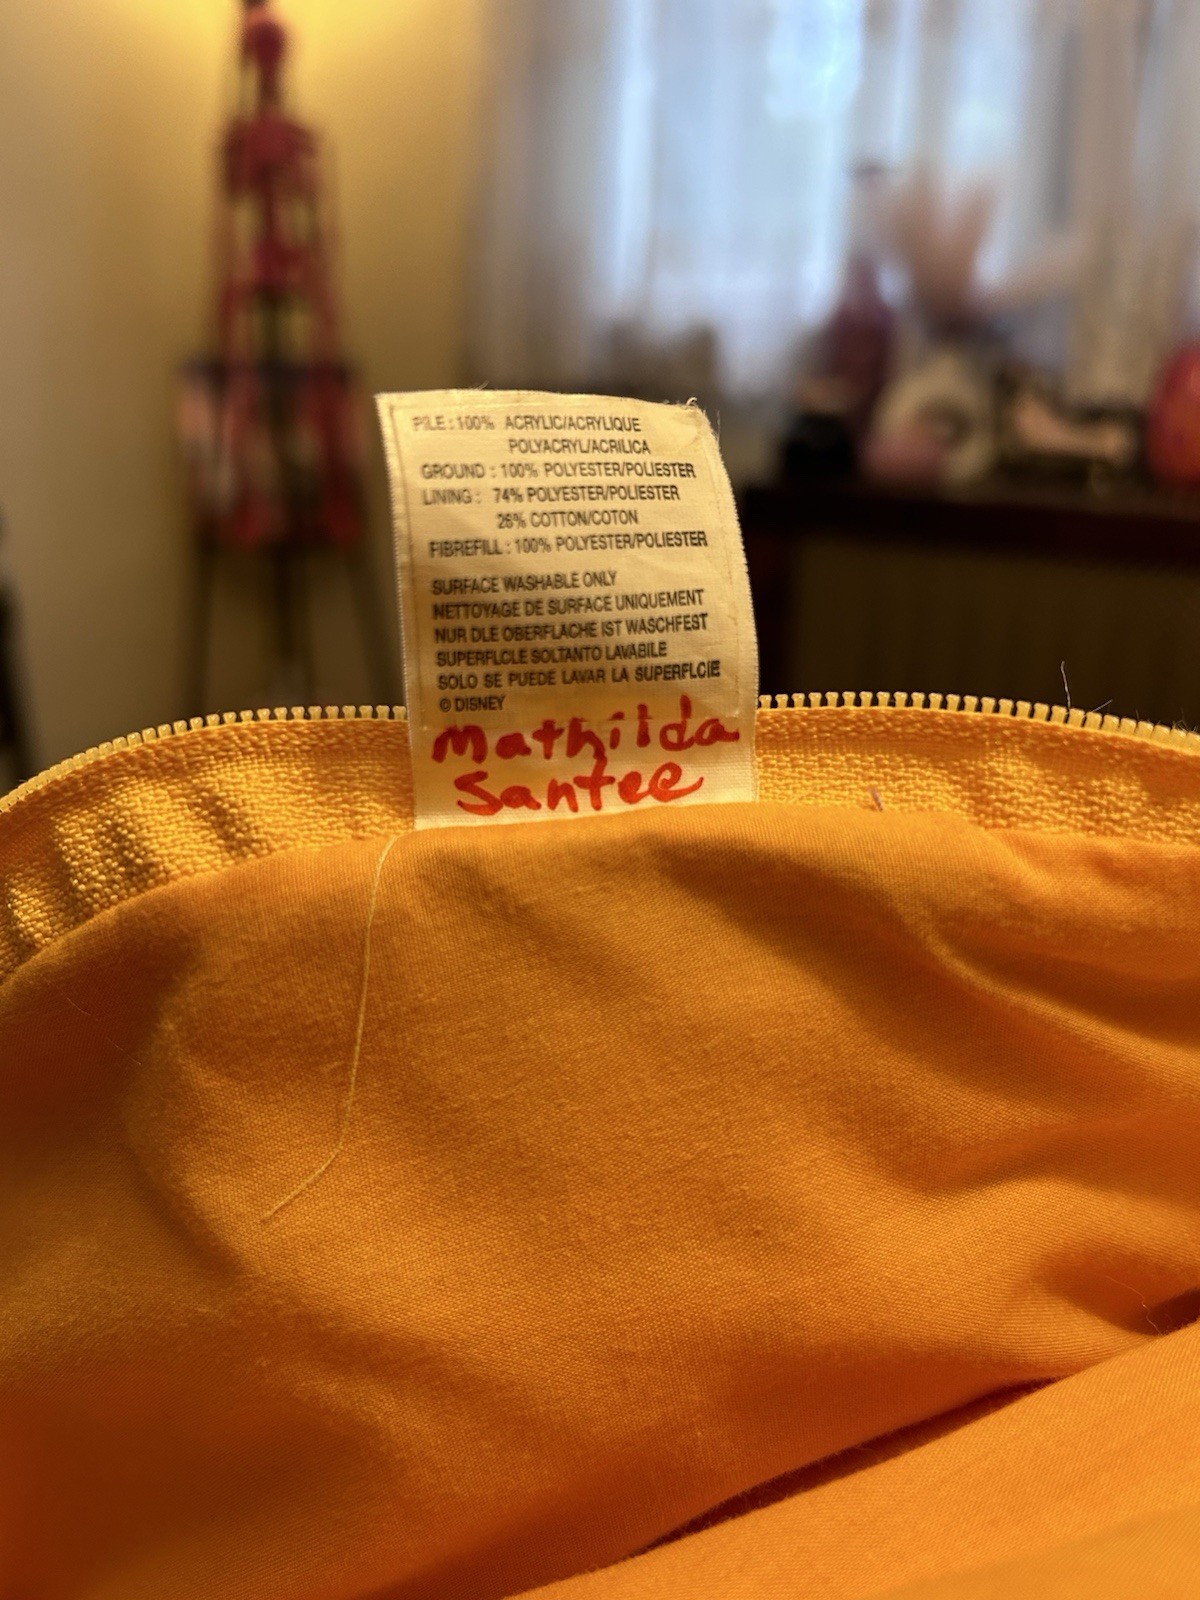 PILE : 100% ACRYLIC/ACRYLIQUE
POLYACRYL/ACRILICA
GROUND : 100% POLYESTER/POLIESTER
LINING : 74% POLYESTER/POLIESTER
26% COTTON/COTON
FIBREFILL : 100% POLYESTER/POLIESTER
SURFACE WASHABLE ONLY
NETTOYAGE DE SURFACE UNIQUEMENT
NUR DLE OBERFLACHE IST WASCHFEST
SUPERFLCLE SOLTANTO LAVABILE
SOLO SE PUEDE LAVAR LA SUPERFLCIE
© DISNEY
Mathilda
Santee